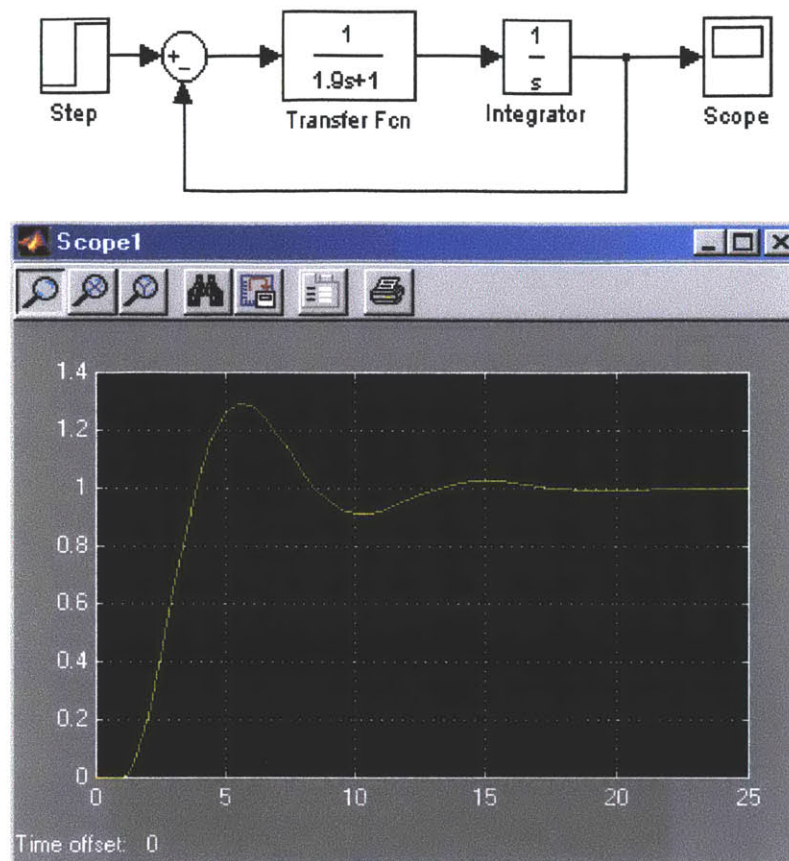 1
1.9s+1
1
s
+
-
Step
Transfer Fcn
Integrator
Scope
Scope1
1.4
1.2
1
0.8
0.6
0.4
0.2
0
0 5 10 15 20 25
Time offset: 0